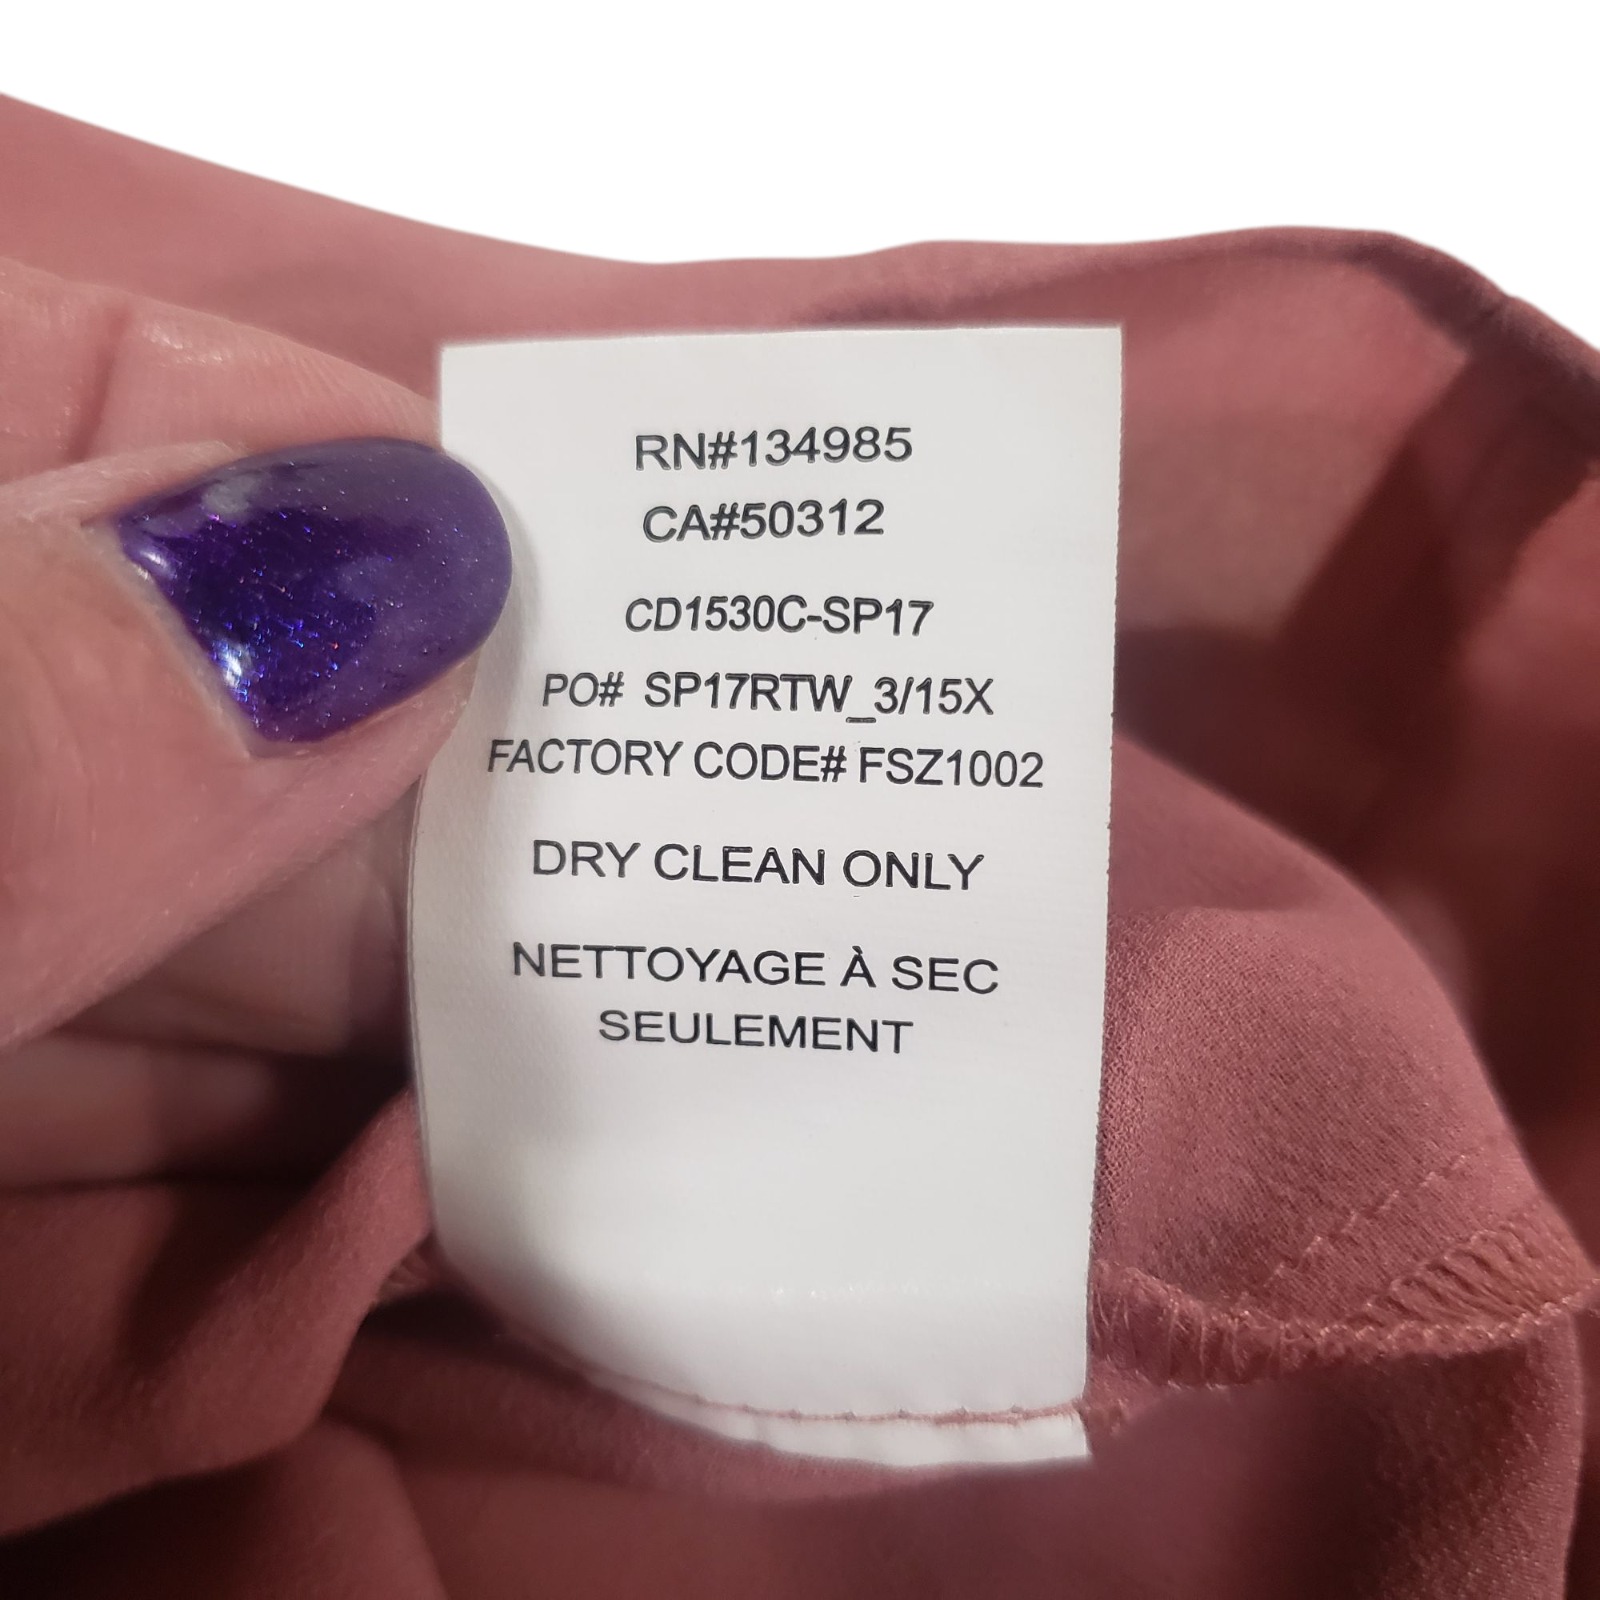 RN#134985
CA#50312
CD1530C-SP17
PO# SP17RTW_3/15X
FACTORY CODE# FSZ1002
DRY CLEAN ONLY
NETTOYAGE À SEC
SEULEMENT